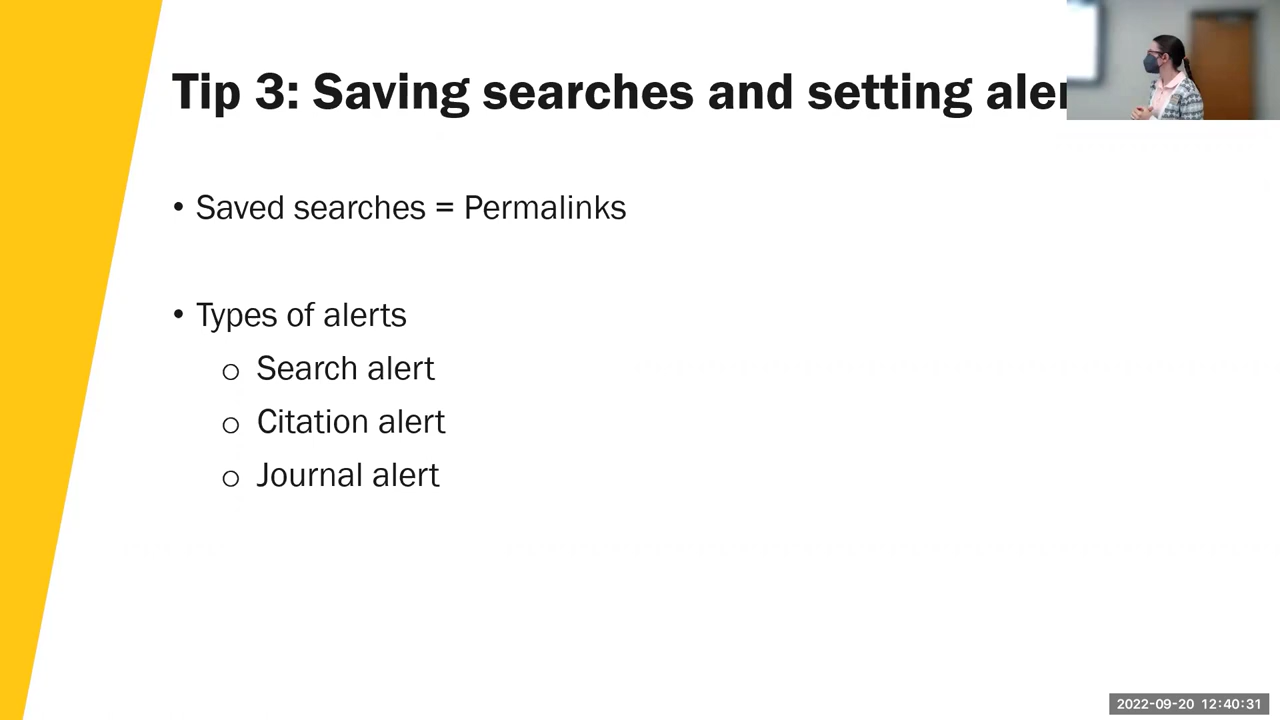 Tip 3: Saving searches and setting
• Saved searches = Permalinks
• Types of alerts
o Search alert
o Citation alert
o Journal alert
2022-09-20 12:40:31